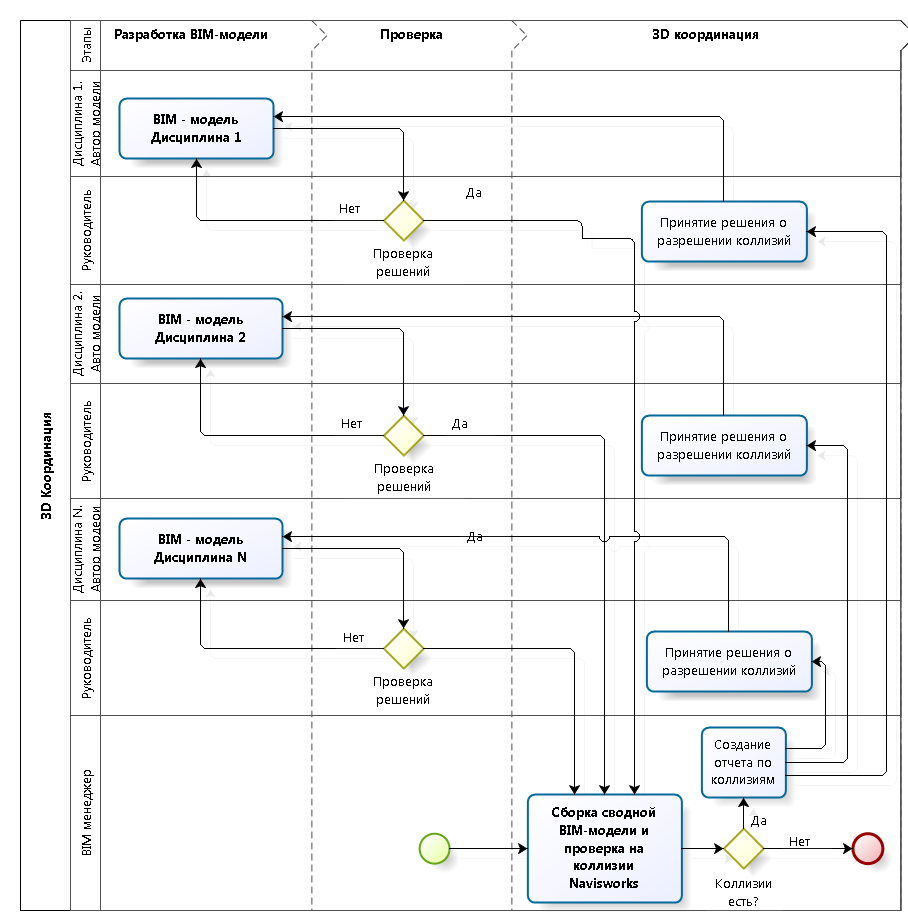 3D Координация
Этапы
Разработка BIM-модели
Проверка
3D координация
Дисциплина 1.
Автор модели
BIM - модель
Дисциплина 1
Руководитель
Нет
Да
Проверка
решений
Принятие решения о
разрешении коллизий
Дисциплина 2.
Авто модели
BIM - модель
Дисциплина 2
Руководитель
Нет
Да
Проверка
решений
Принятие решения о
разрешении коллизий
Дисциплина N.
Автор модеои
BIM - модель
Дисциплина N
Да
Руководитель
Нет
Проверка
решений
Принятие решения о
разрешении коллизий
BIM менеджер
Создание
отчета по
коллизиям
Сборка сводной
BIM-модели и
проверка на
коллизии
Navisworks
Да
Нет
Коллизии
есть?